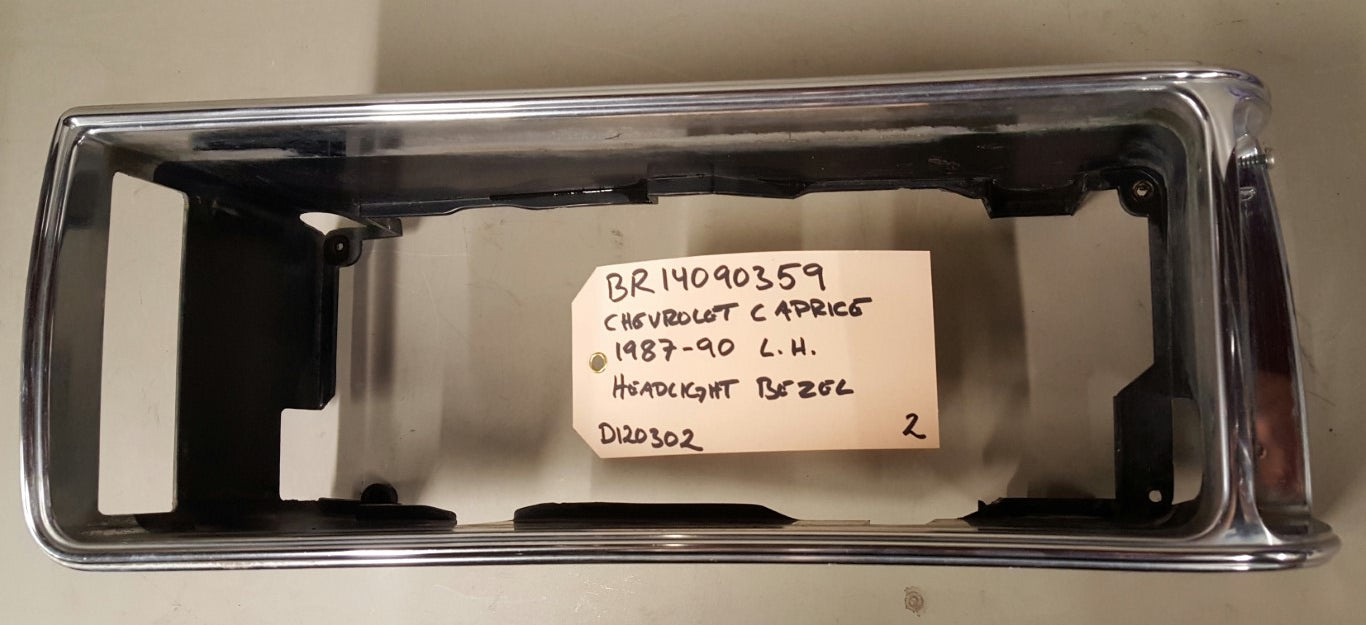 BR14090359
CHEVROLET CAPRICE
1987-90 L.H.
HEADLIGHT BEZEL
D120302 2